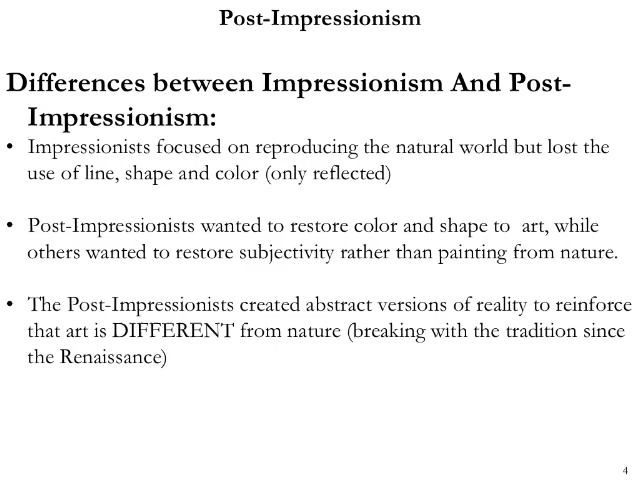 Post-Impressionism
Differences between Impressionism And Post-
Impressionism:
• Impressionists focused on reproducing the natural world but lost the
use of line, shape and color (only reflected)
• Post-Impressionists wanted to restore color and shape to  art, while
others wanted to restore subjectivity rather than painting from nature.
• The Post-Impressionists created abstract versions of reality to reinforce
that art is DIFFERENT from nature (breaking with the tradition since
the Renaissance)
4